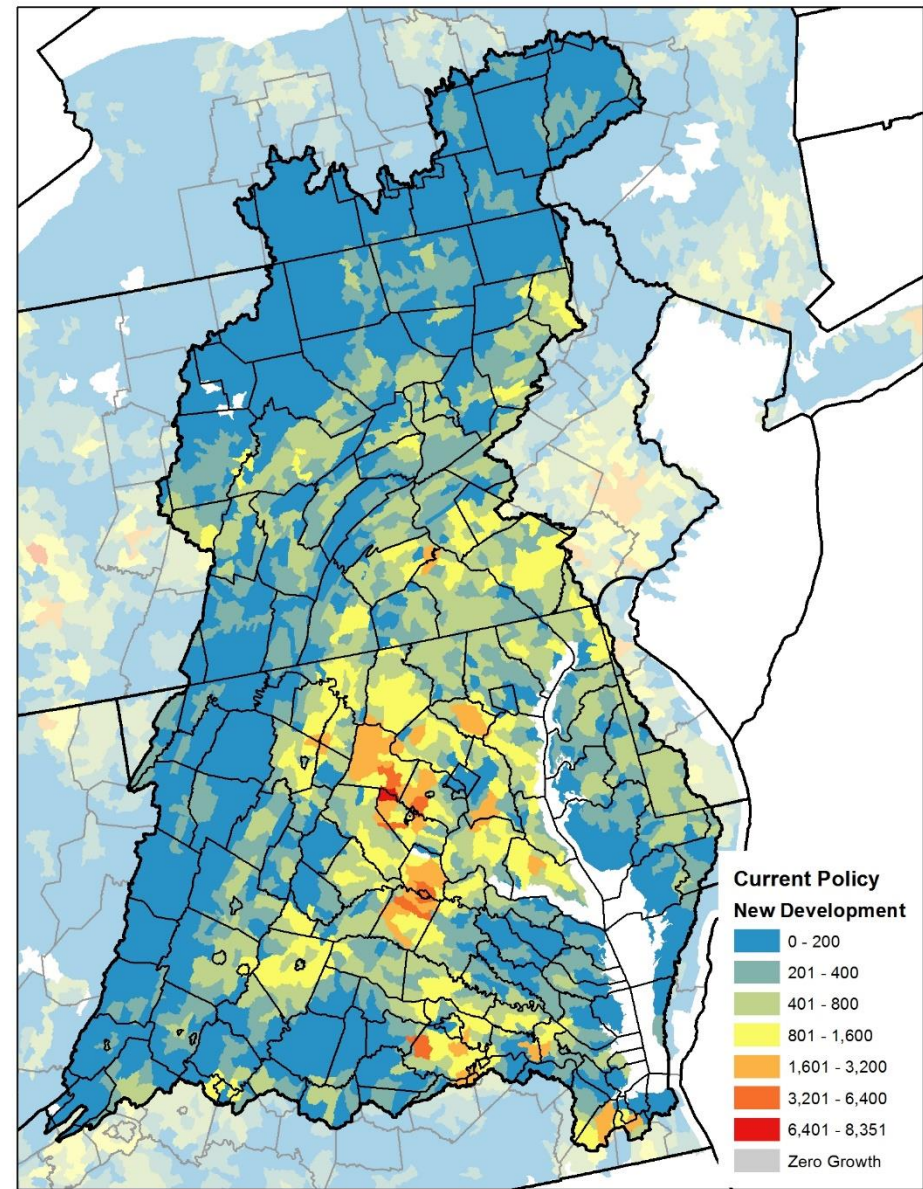 Current Policy
New Development
0 - 200
201 - 400
401 - 800
801 - 1,600
1,601 - 3,200
3,201 - 6,400
6,401 - 8,351
Zero Growth